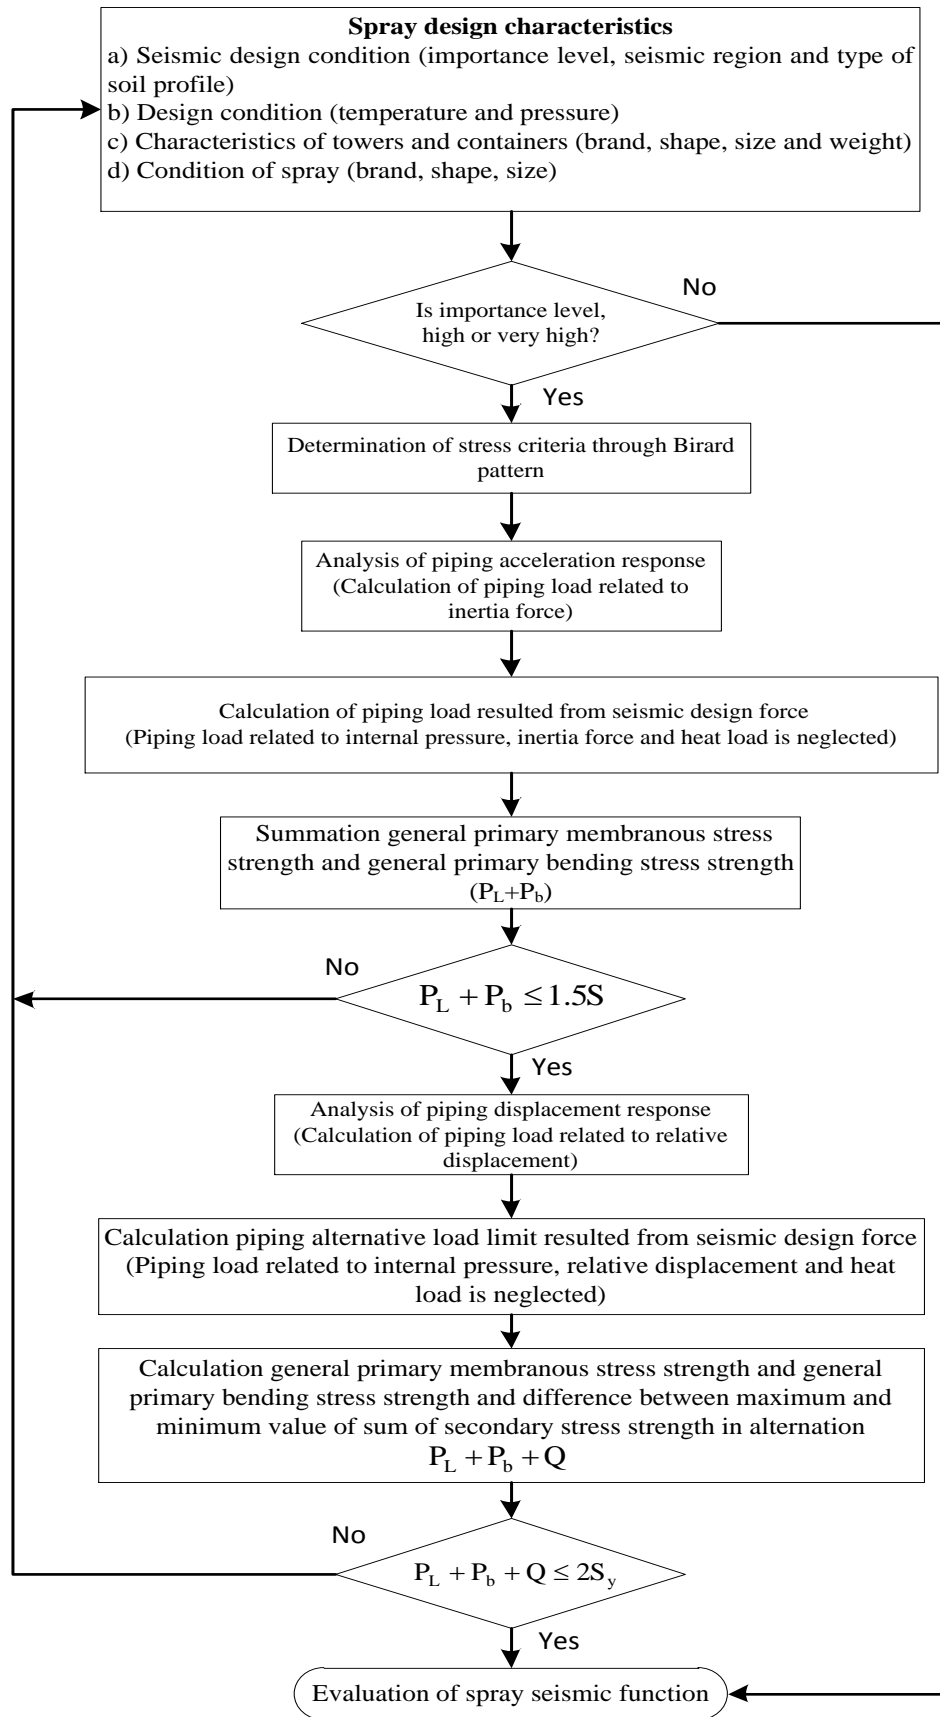 Spray design characteristics
a) Seismic design condition (importance level, seismic region and type of
soil profile)
b) Design condition (temperature and pressure)
c) Characteristics of towers and containers (brand, shape, size and weight)
d) Condition of spray (brand, shape, size)
No
Is importance level,
high or very high?
Yes
Determination of stress criteria through Birard
pattern
Analysis of piping acceleration response
(Calculation of piping load related to
inertia force)
Calculation of piping load resulted from seismic design force
(Piping load related to internal pressure, inertia force and heat load is neglected)
Summation general primary membranous stress
strength and general primary bending stress strength
(P_L+P_b)
No
P_L + P_b ≤ 1.5S
Yes
Analysis of piping displacement response
(Calculation of piping load related to relative
displacement)
Calculation piping alternative load limit resulted from seismic design force
(Piping load related to internal pressure, relative displacement and heat
load is neglected)
Calculation general primary membranous stress strength and general
primary bending stress strength and difference between maximum and
minimum value of sum of secondary stress strength in alternation
P_L + P_b + Q
No
P_L + P_b + Q ≤ 2S_y
Yes
Evaluation of spray seismic function